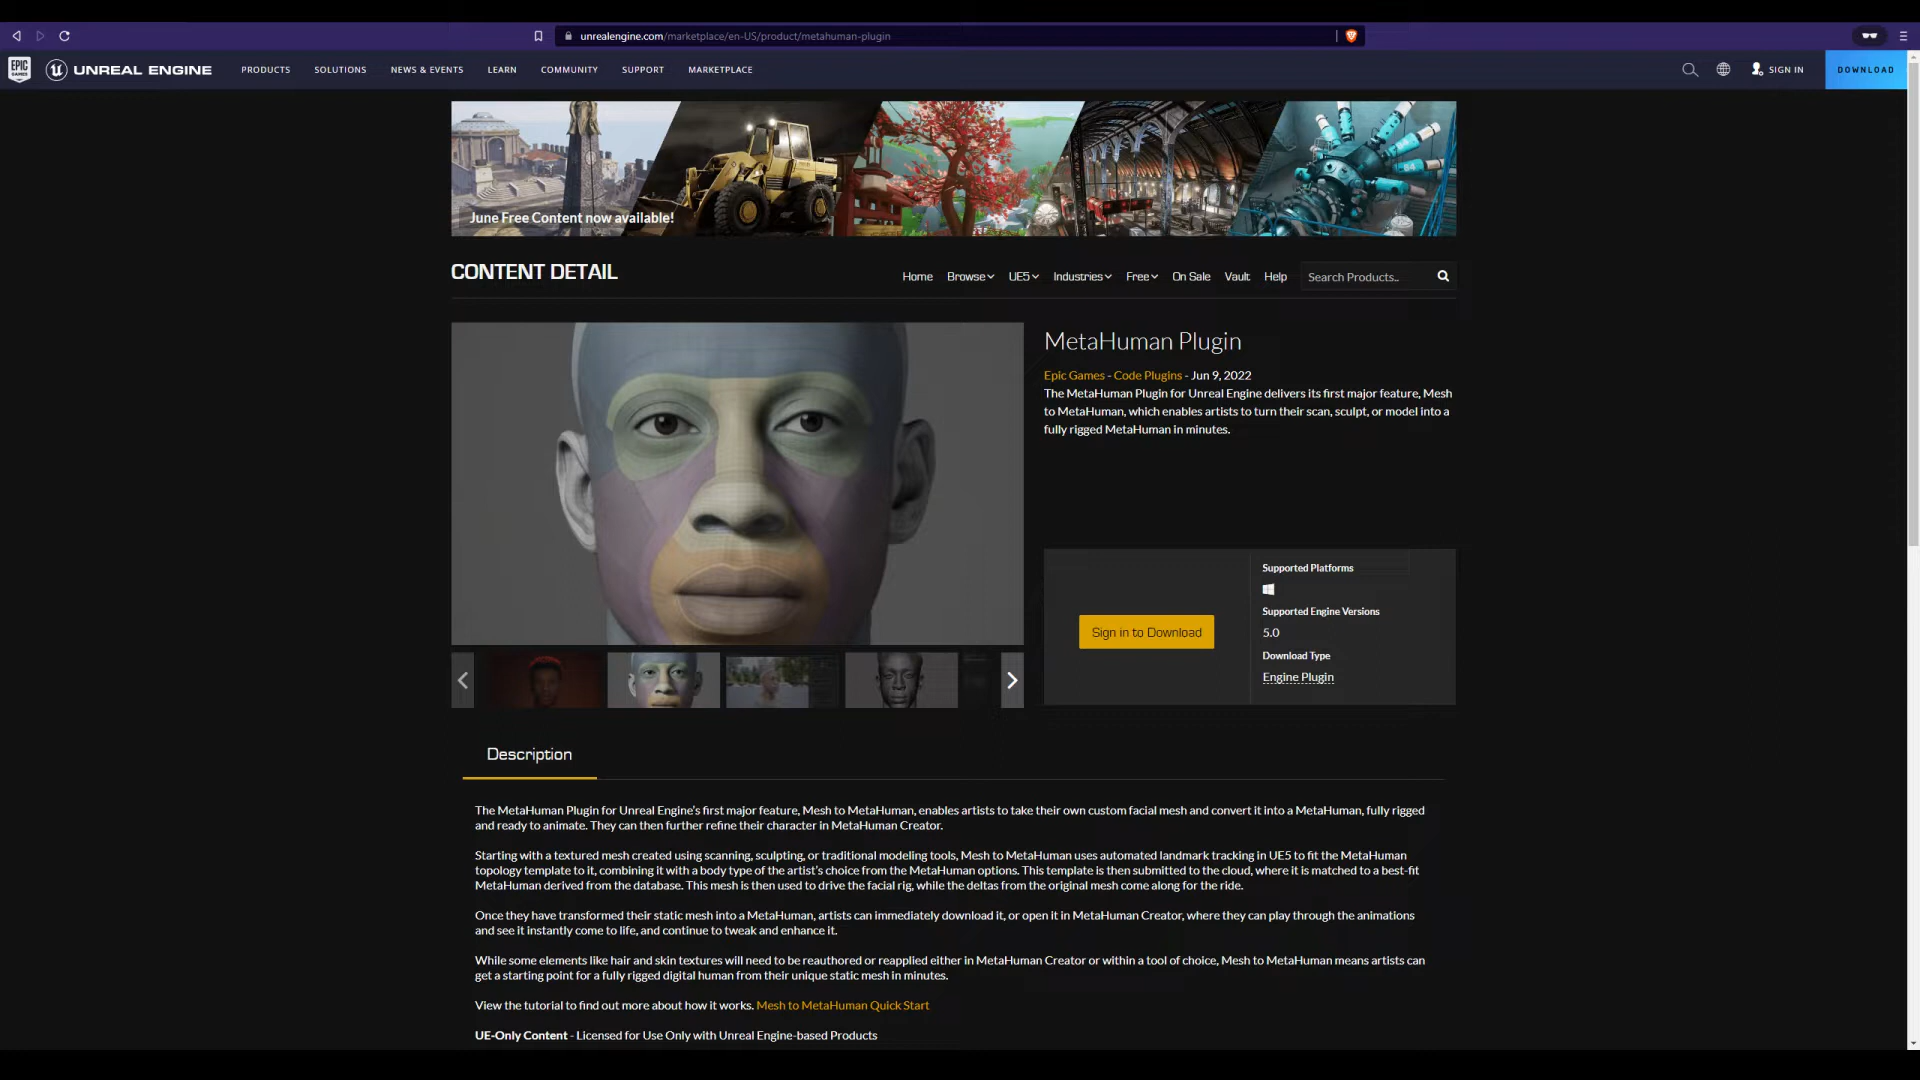 unrealengine.com/marketplace/en-US/product/metahuman-plugin
EPIC GAMES
UNREAL ENGINE
PRODUCTS
SOLUTIONS
NEWS & EVENTS
LEARN
COMMUNITY
SUPPORT
MARKETPLACE
SIGN IN
DOWNLOAD
June Free Content now available!
CONTENT DETAIL
Home
Browse
UE5
Industries
Free
On Sale
Vault
Help
Search Products..
MetaHuman Plugin
Epic Games - Code Plugins - Jun 9, 2022
The MetaHuman Plugin for Unreal Engine delivers its first major feature, Mesh
to MetaHuman, which enables artists to turn their scan, sculpt, or model into a
fully rigged MetaHuman in minutes.
Sign in to Download
Supported Platforms
Supported Engine Versions
5.0
Download Type
Engine Plugin
Description
The MetaHuman Plugin for Unreal Engine's first major feature, Mesh to MetaHuman, enables artists to take their own custom facial mesh and convert it into a MetaHuman, fully rigged
and ready to animate. They can then further refine their character in MetaHuman Creator.
Starting with a textured mesh created using scanning, sculpting, or traditional modeling tools, Mesh to MetaHuman uses automated landmark tracking in UE5 to fit the MetaHuman
topology template to it, combining it with a body type of the artist's choice from the MetaHuman options. This template is then submitted to the cloud, where it is matched to a best-fit
MetaHuman derived from the database. This mesh is then used to drive the facial rig, while the deltas from the original mesh come along for the ride.
Once they have transformed their static mesh into a MetaHuman, artists can immediately download it, or open it in MetaHuman Creator, where they can play through the animations
and see it instantly come to life, and continue to tweak and enhance it.
While some elements like hair and skin textures will need to be reauthored or reapplied either in MetaHuman Creator or within a tool of choice, Mesh to MetaHuman means artists can
get a starting point for a fully rigged digital human from their unique static mesh in minutes.
View the tutorial to find out more about how it works. Mesh to MetaHuman Quick Start
UE-Only Content - Licensed for Use Only with Unreal Engine-based Products